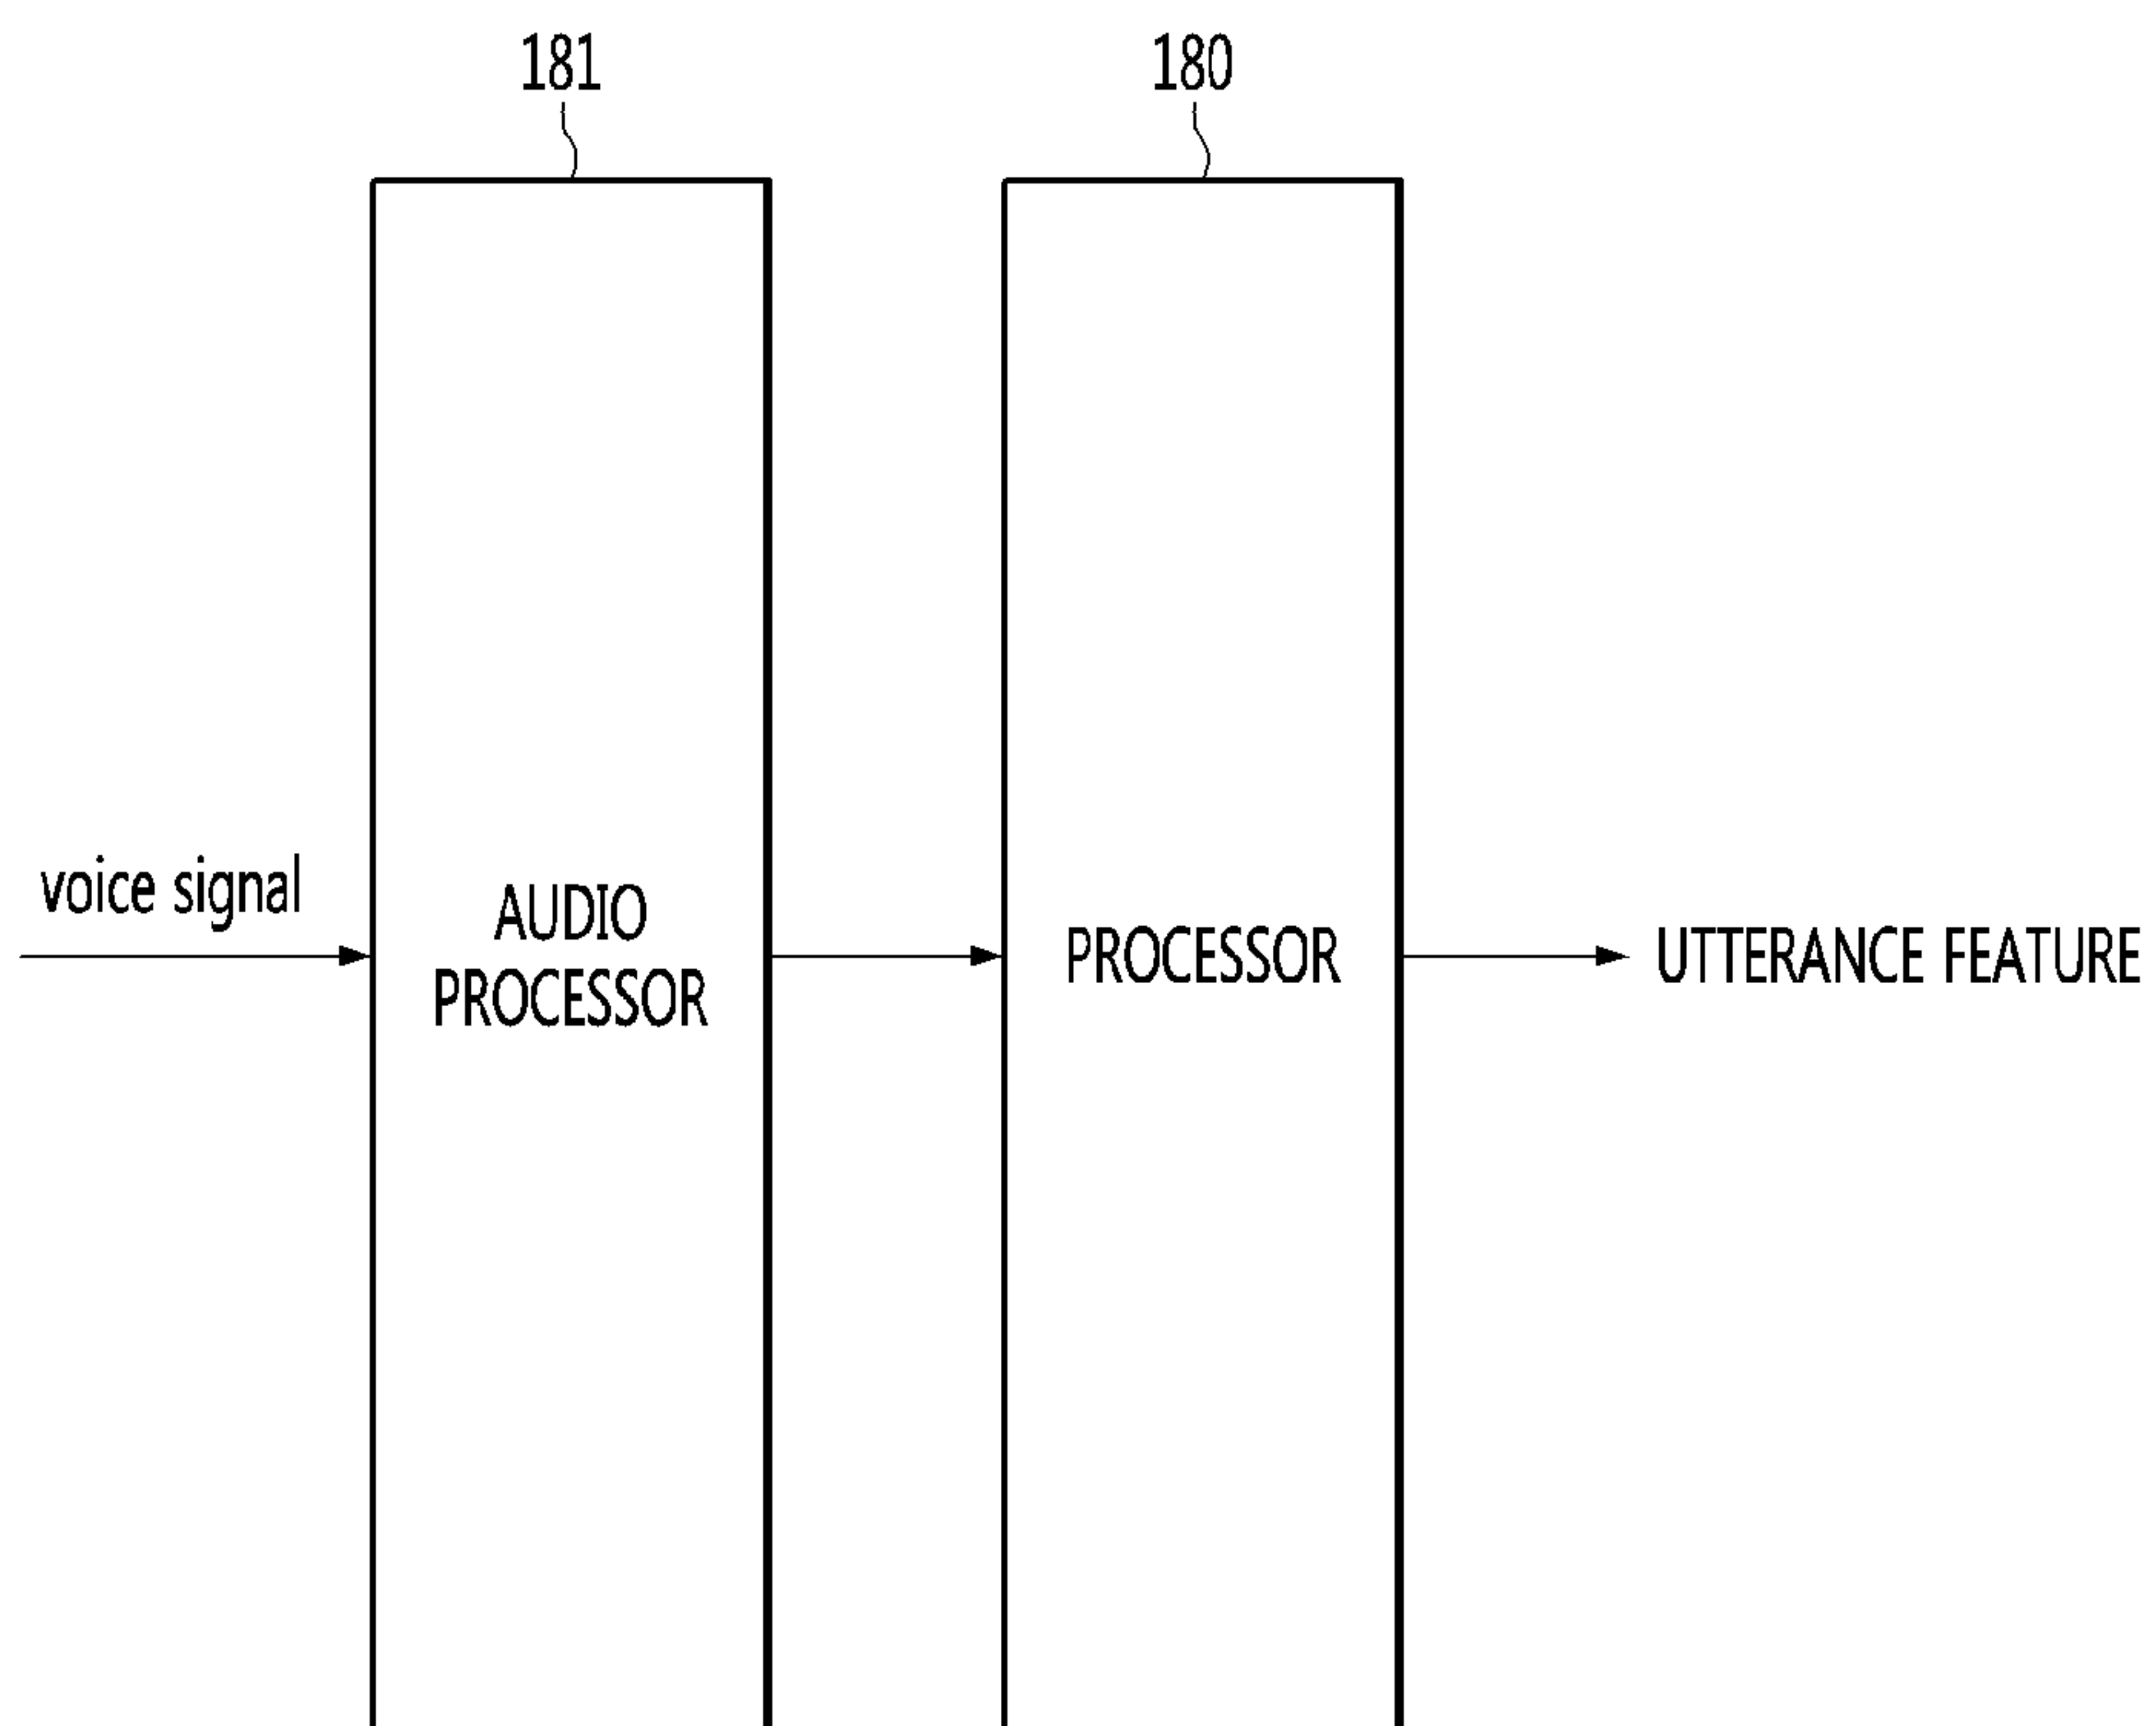 181
180
voice signal
AUDIO
PROCESSOR
PROCESSOR
UTTERANCE FEATURE